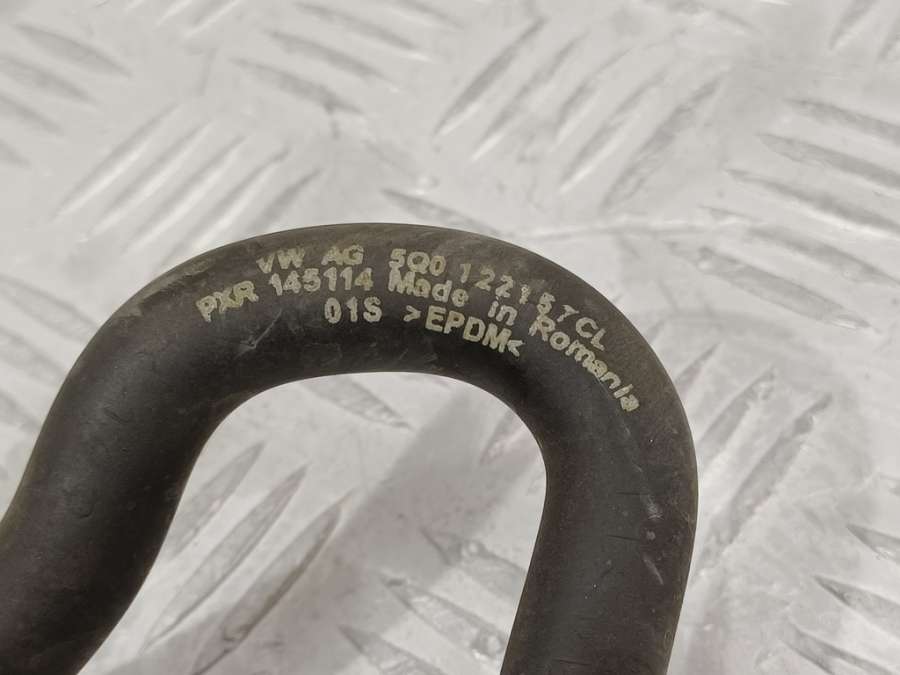 VW AG 5Q0 122157CL
PXR 145114 Made in Romania
01S >EPDM<